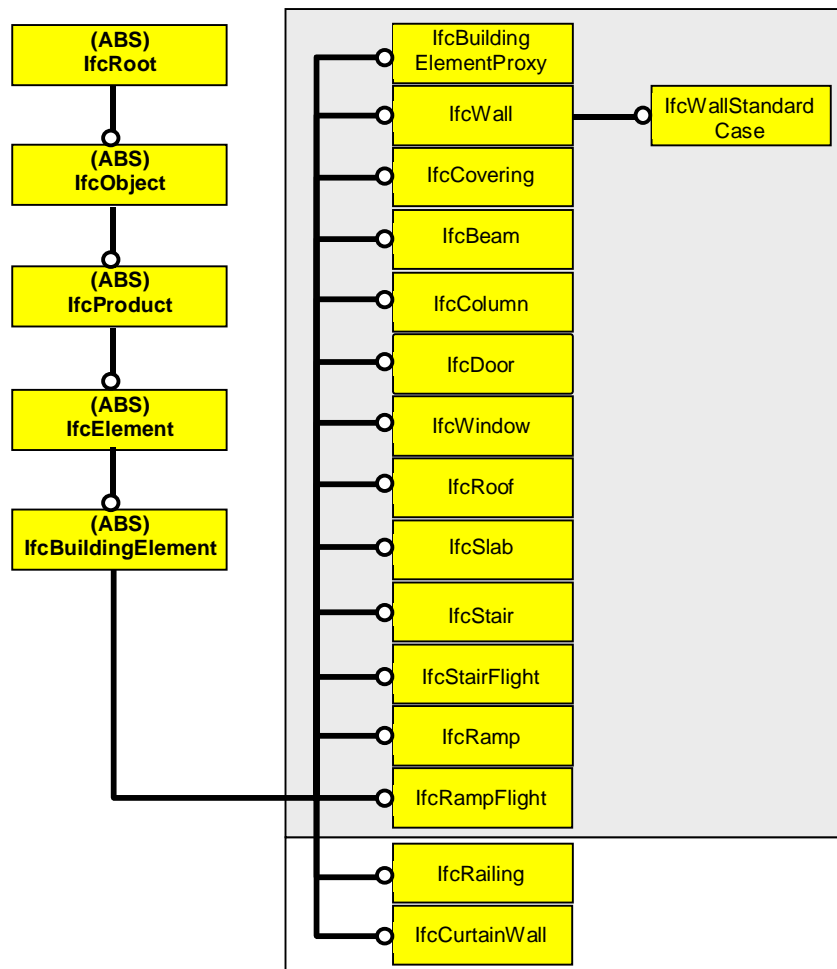 (ABS)
IfcRoot
(ABS)
IfcObject
(ABS)
IfcProduct
(ABS)
IfcElement
(ABS)
IfcBuildingElement
IfcBuilding
ElementProxy
IfcWall
IfcWallStandard
Case
IfcCovering
IfcBeam
IfcColumn
IfcDoor
IfcWindow
IfcRoof
IfcSlab
IfcStair
IfcStairFlight
IfcRamp
IfcRampFlight
IfcRailing
IfcCurtainWall